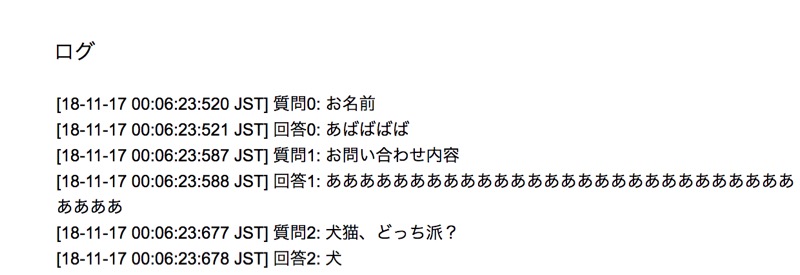 ログ
[18-11-17 00:06:23:520 JST] 質問0: お名前
[18-11-17 00:06:23:521 JST] 回答0: あばばばば
[18-11-17 00:06:23:587 JST] 質問1: お問い合わせ内容
[18-11-17 00:06:23:588 JST] 回答1: ああああああああああああああああああああああああああああ
ああああ
[18-11-17 00:06:23:677 JST] 質問2: 犬猫、どっち派？
[18-11-17 00:06:23:678 JST] 回答2: 犬